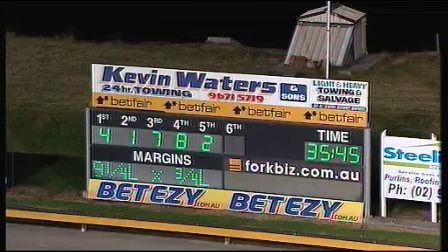 Kevin Waters & SONS
24hr. TOWING 9671 5719
LIGHT & HEAVY
TOWING &
SALVAGE
betfair betfair betfair betfair
1ST 2ND 3RD 4TH 5TH 6TH
4 1 7 8 2
TIME
35:45
MARGINS
forkbiz.com.au
3/4L
BETEZY.COM.AU BETEZY.COM.AU
Steel
Purlins, Roofin
Ph: (02)